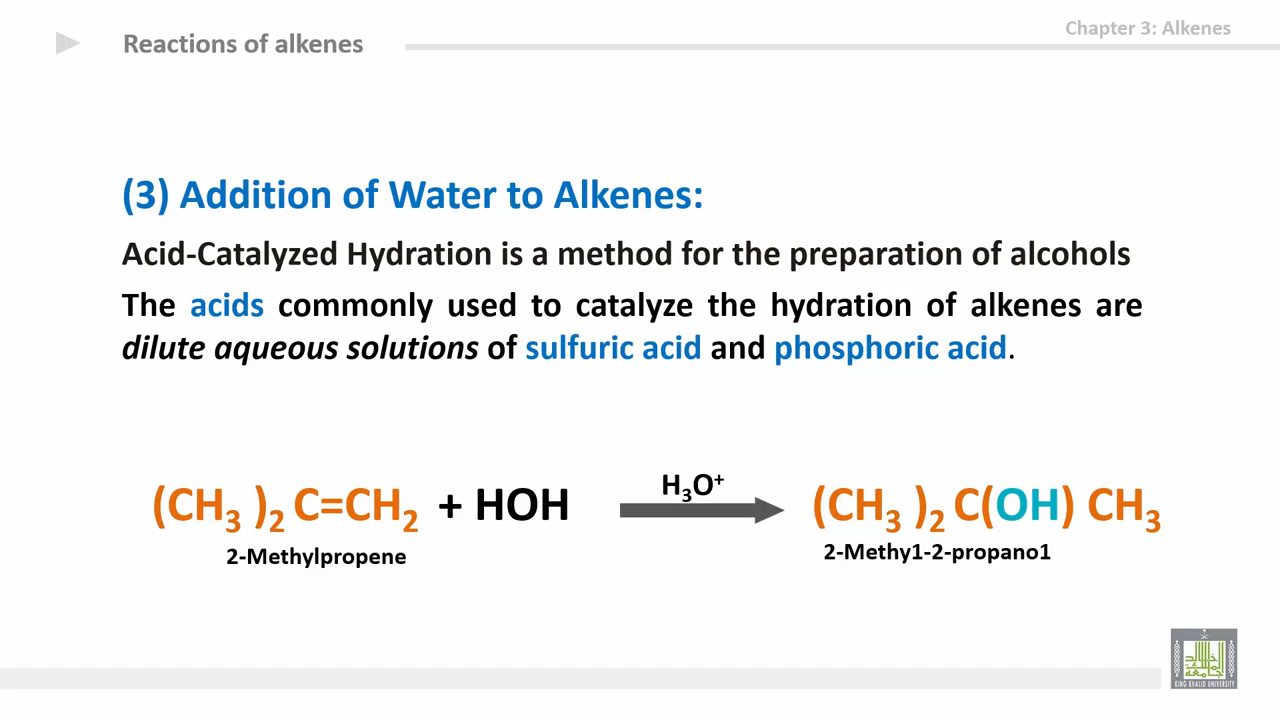 Chapter 3: Alkenes
Reactions of alkenes
(3) Addition of Water to Alkenes:
Acid-Catalyzed Hydration is a method for the preparation of alcohols
The acids commonly used to catalyze the hydration of alkenes are
dilute aqueous solutions of sulfuric acid and phosphoric acid.
H₃O⁺
(CH₃ )₂ C=CH₂ + HOH (CH₃ )₂ C(OH) CH₃
2-Methylpropene 2-Methy1-2-propano1
KING KHALID UNIVERSITY